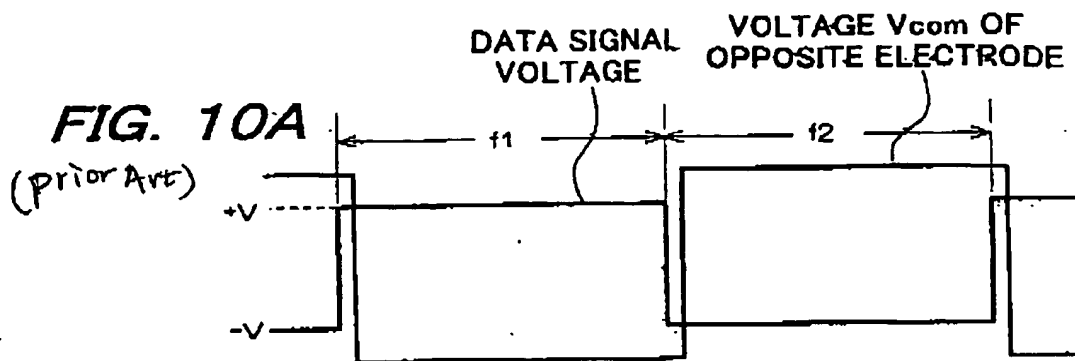 DATA SIGNAL
VOLTAGE
VOLTAGE Vcom OF
OPPOSITE ELECTRODE
FIG. 10A
(prior Art)
f1
f2
+V
-V